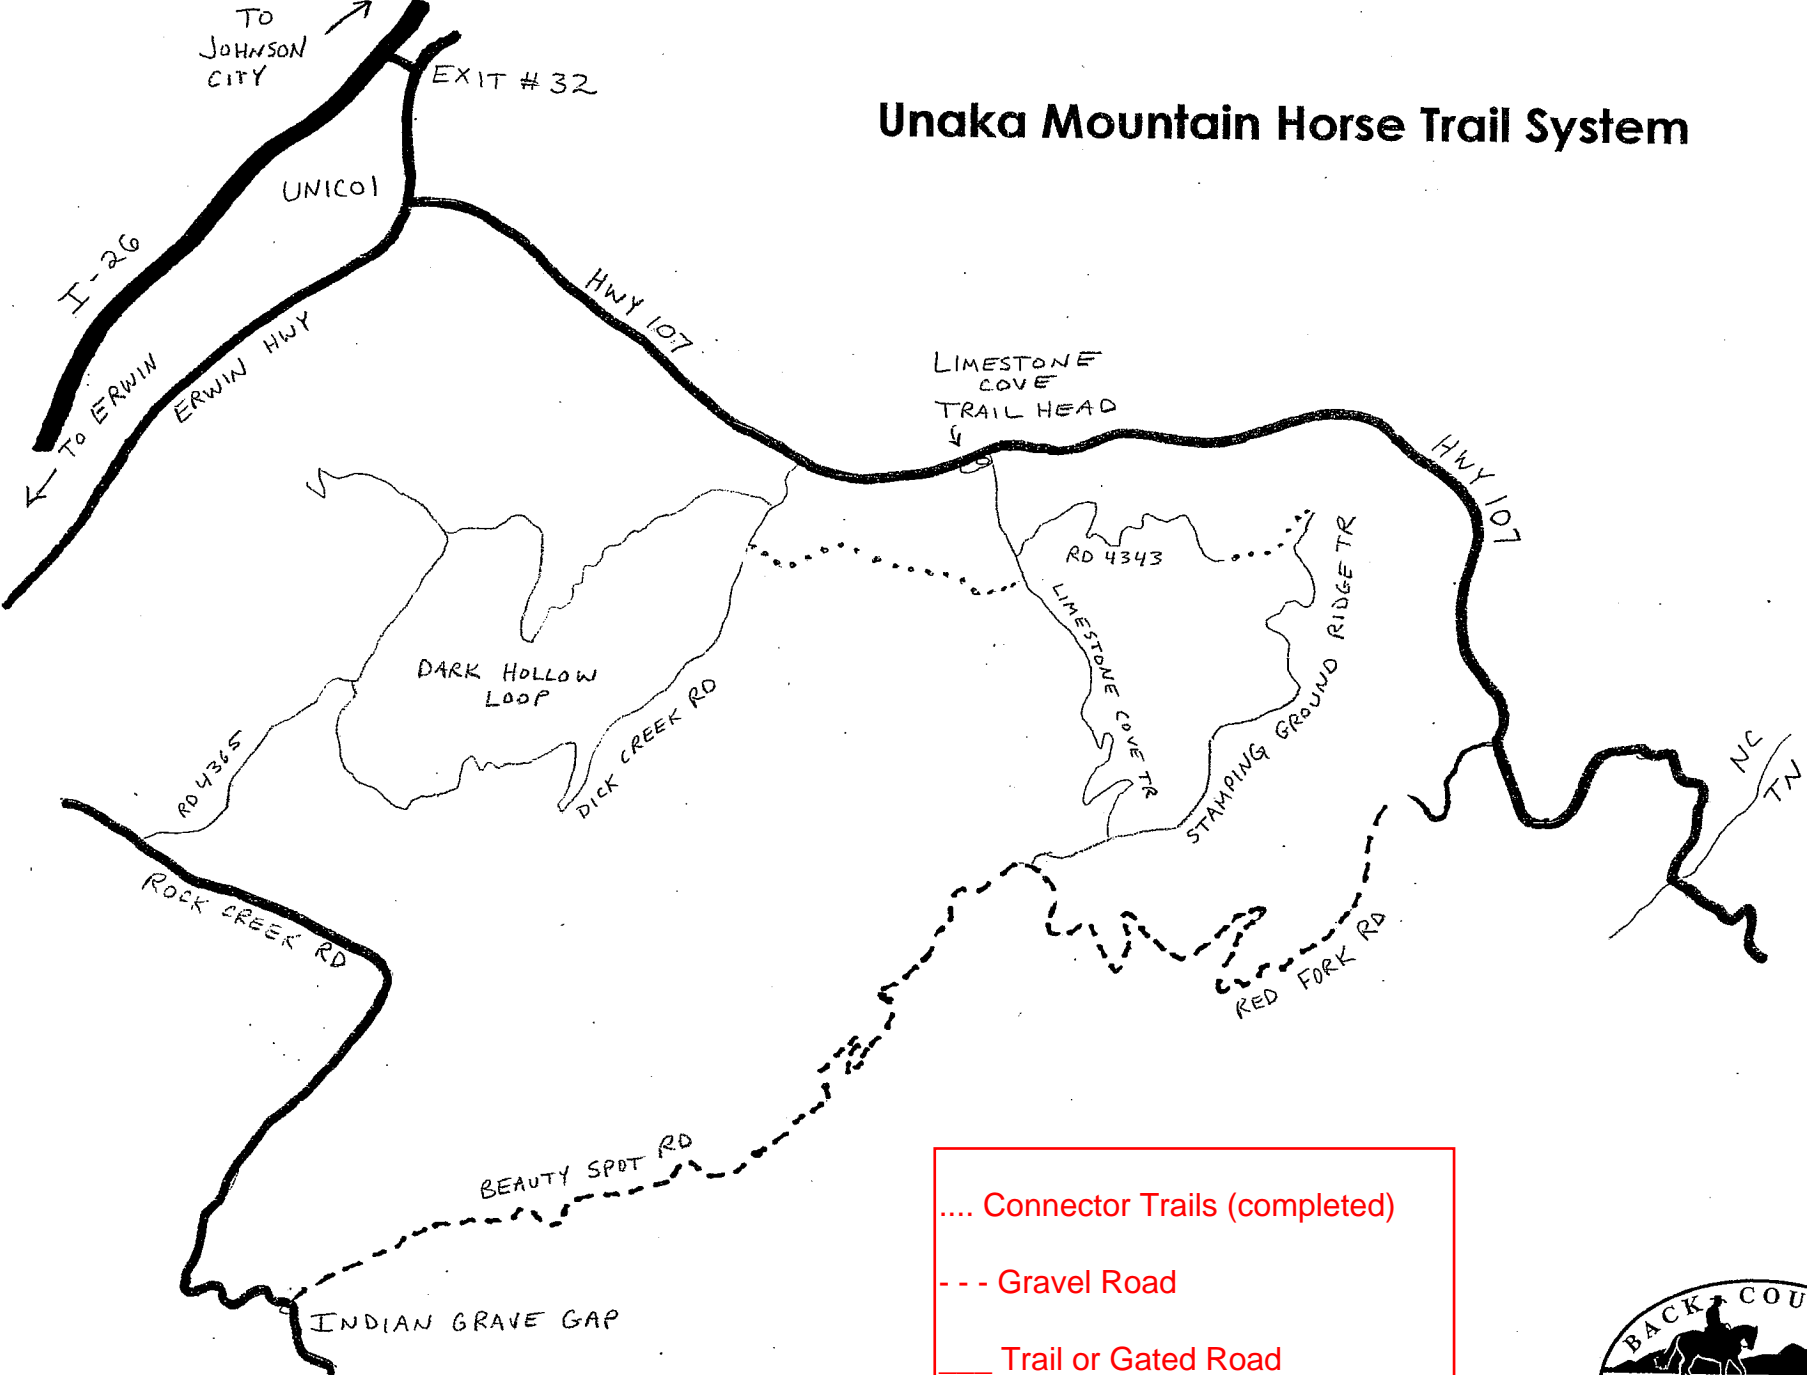 TO
JOHNSON
CITY
EXIT # 32
Unaka Mountain Horse Trail System
UNICOI
I-26
HWY 107
ERWIN HWY
TO ERWIN
LIMESTONE
COVE
TRAIL HEAD
HWY 107
RD 4343
LIMESTONE COVE TR
STAMPING GROUND RIDGE TR
DARK HOLLOW
LOOP
DICK CREEK RD
RD 4365
NC
TN
ROCK CREEK RD
RED FORK RD
BEAUTY SPOT RD
INDIAN GRAVE GAP
.... Connector Trails (completed)
- - - Gravel Road
___ Trail or Gated Road
BACK COU